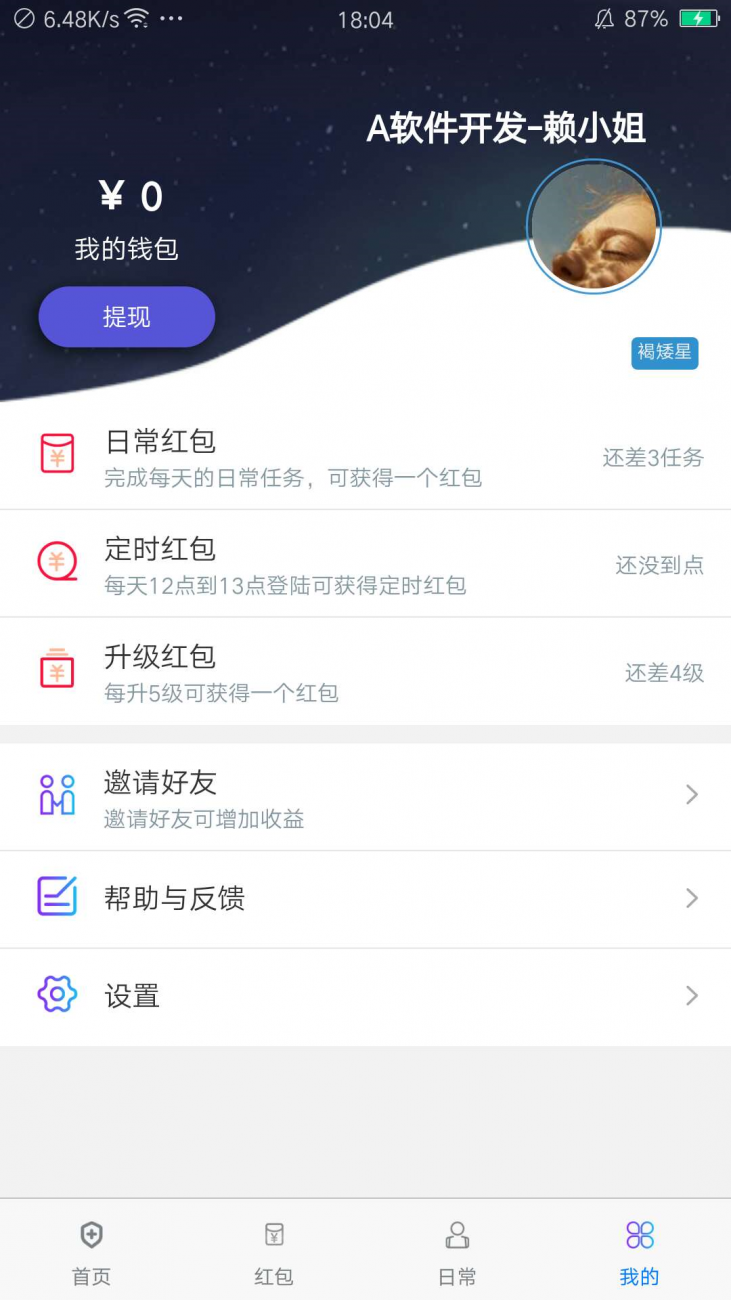 6.48K/s
18:04
87%
A软件开发-赖小姐
¥ 0
我的钱包
提现
褐矮星
日常红包
完成每天的日常任务，可获得一个红包
还差3任务
定时红包
每天12点到13点登陆可获得定时红包
还没到点
升级红包
每升5级可获得一个红包
还差4级
邀请好友
邀请好友可增加收益
帮助与反馈
设置
首页
红包
日常
我的